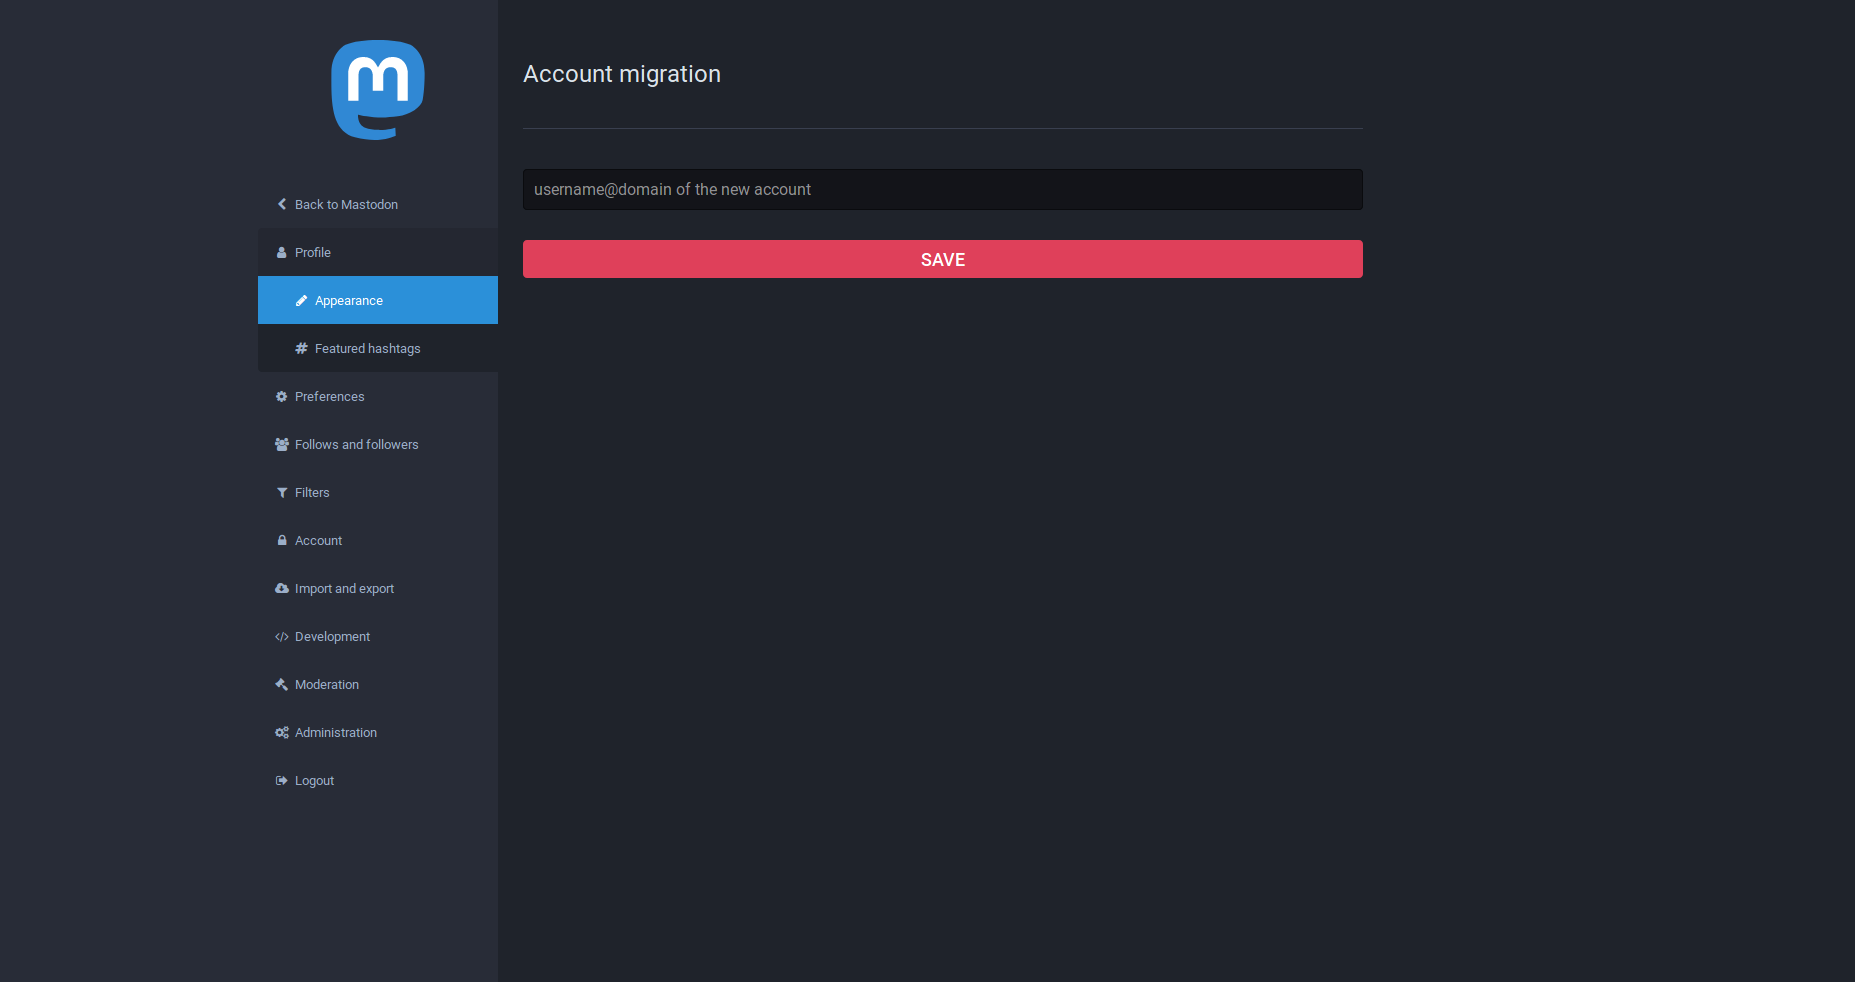 Back to Mastodon
Profile
Appearance
Featured hashtags
Preferences
Follows and followers
Filters
Account
Import and export
Development
Moderation
Administration
Logout
Account migration
username@domain of the new account
SAVE